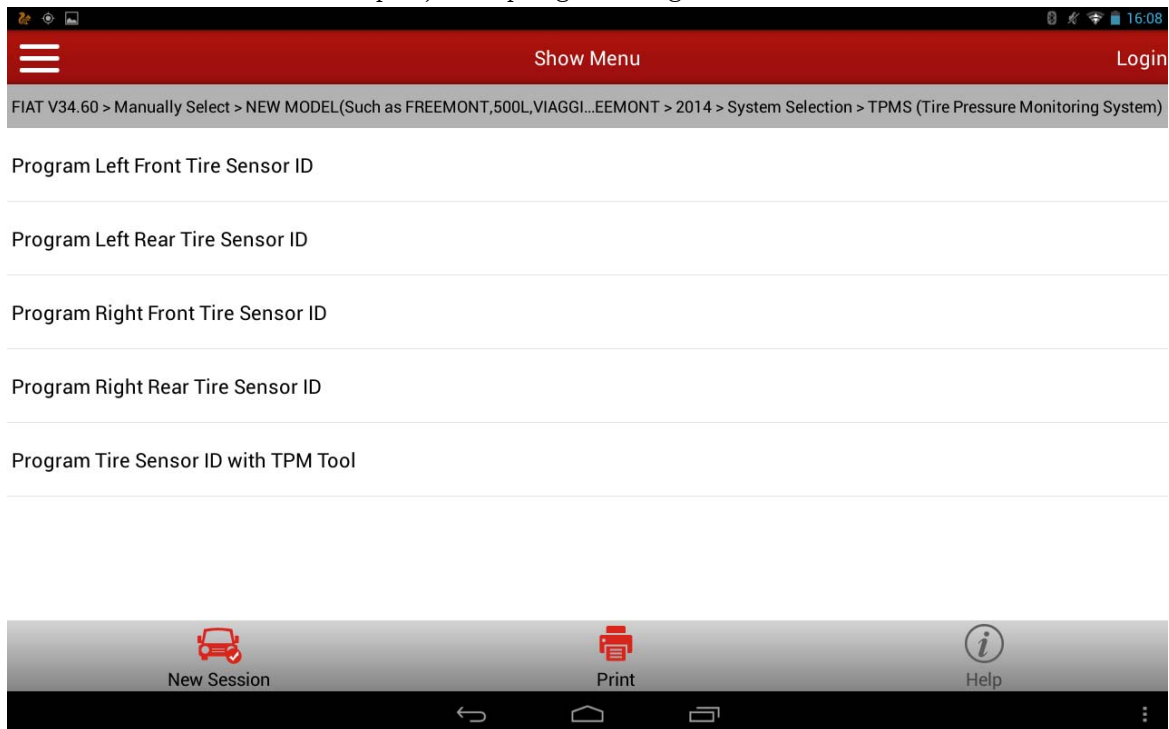 16:08
Show Menu
Login
FIAT V34.60 > Manually Select > NEW MODEL(Such as FREEMONT,500L,VIAGGI...EEMONT > 2014 > System Selection > TPMS (Tire Pressure Monitoring System)
Program Left Front Tire Sensor ID
Program Left Rear Tire Sensor ID
Program Right Front Tire Sensor ID
Program Right Rear Tire Sensor ID
Program Tire Sensor ID with TPM Tool
New Session
Print
Help